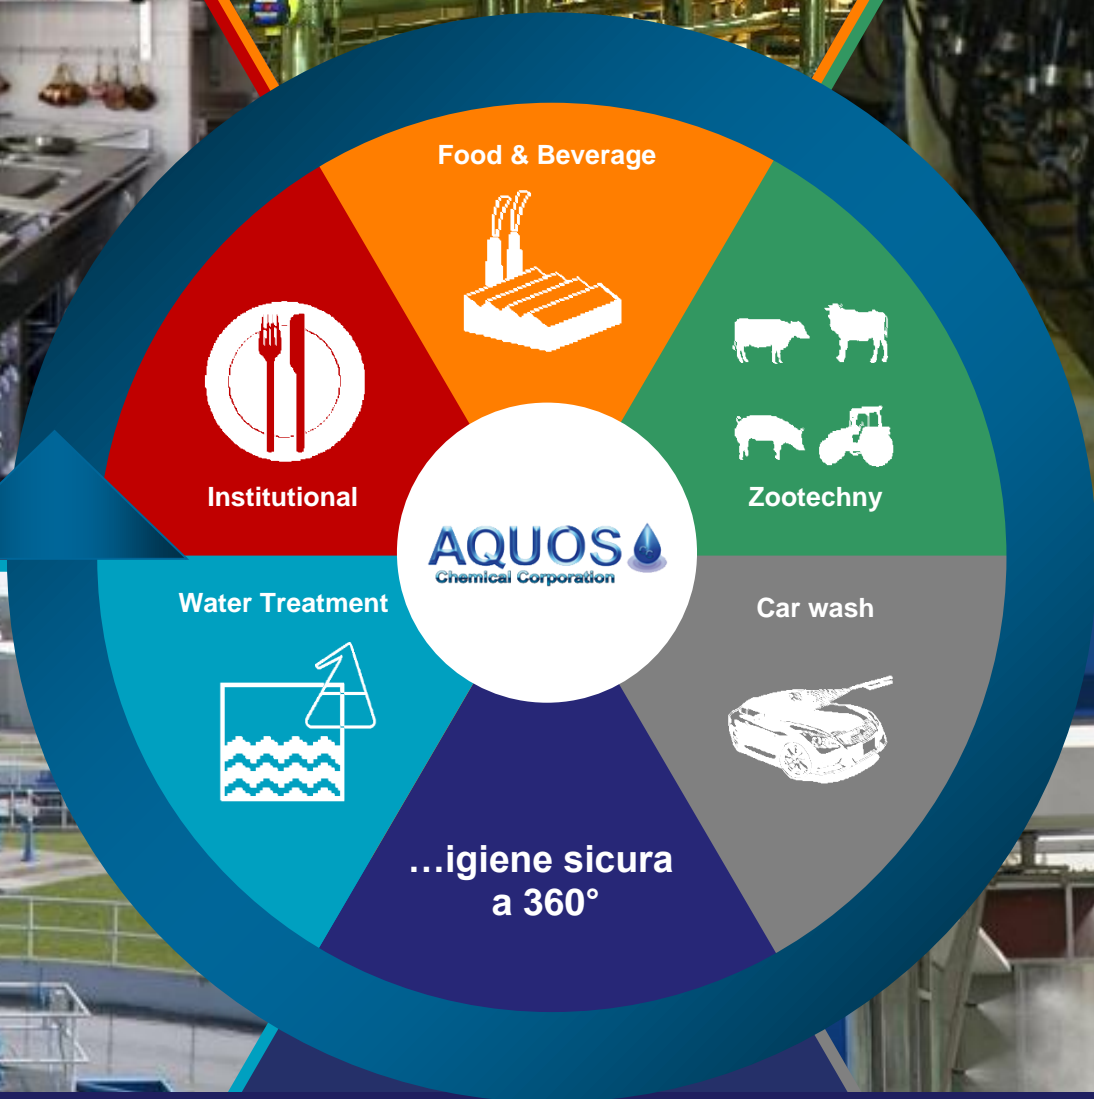 Food & Beverage
Institutional
Zootechny
AQUOS
Chemical Corporation
Water Treatment
Car wash
...igiene sicura
a 360°